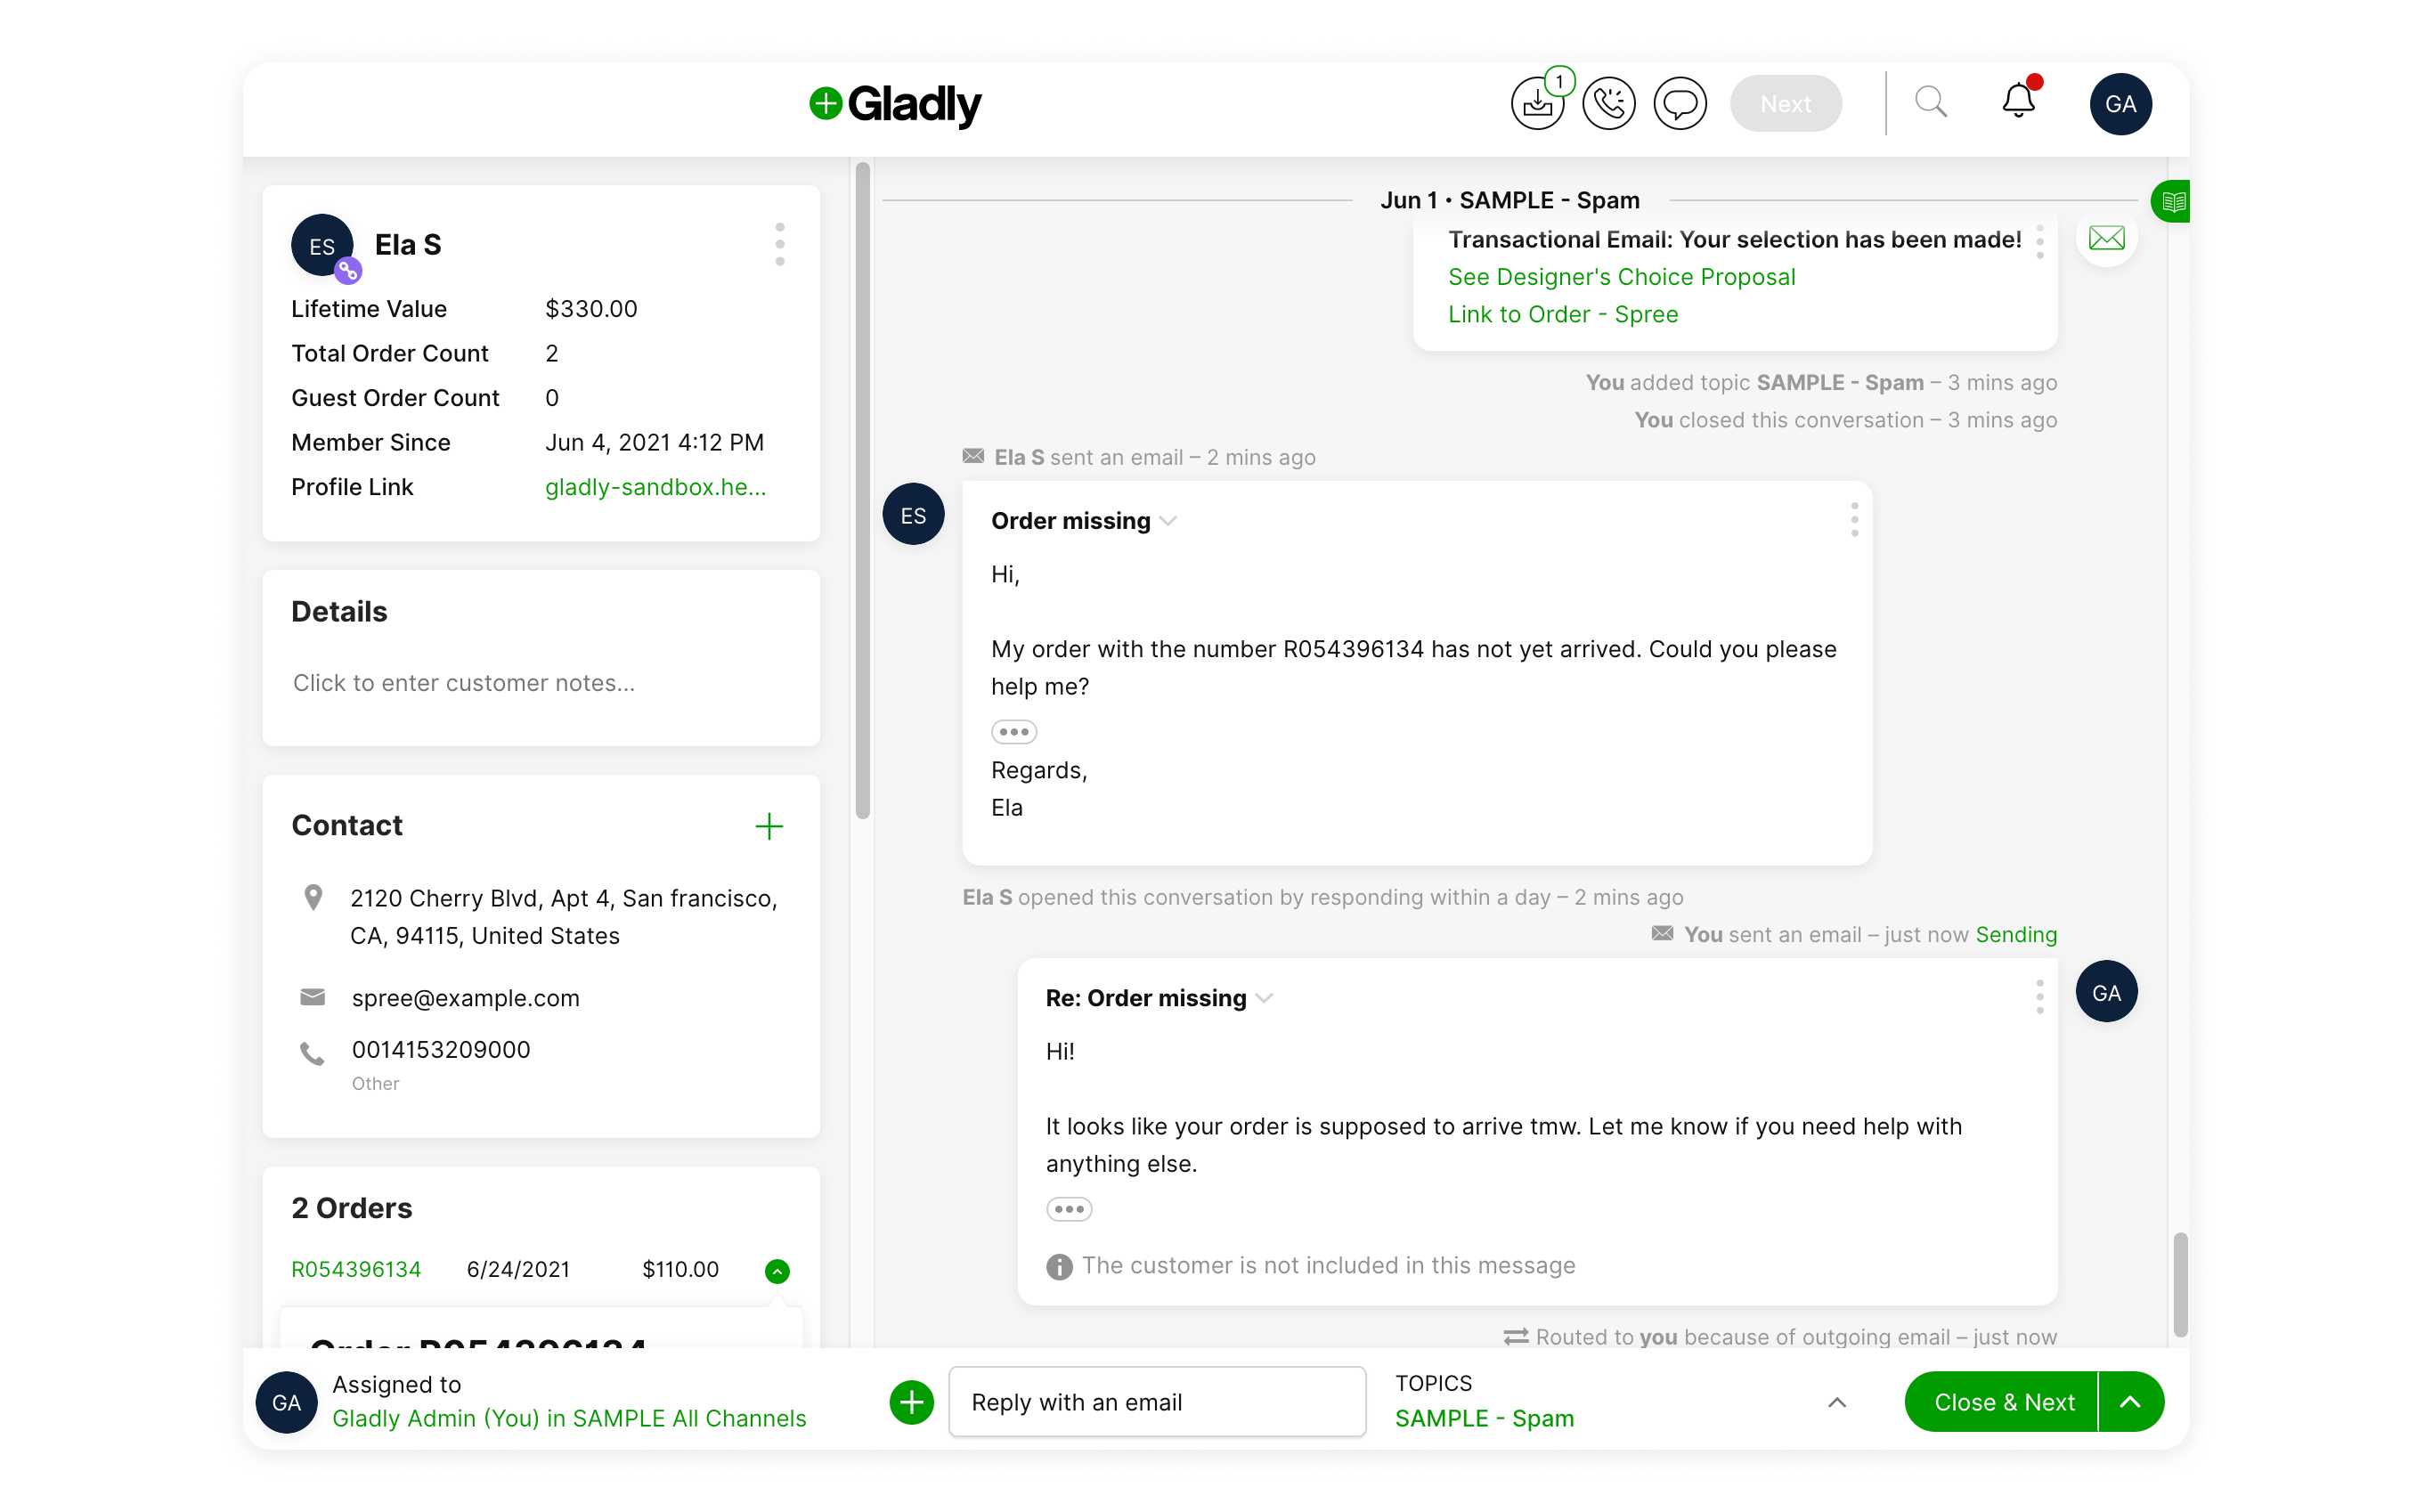 Gladly
1
Next
GA
ES
Ela S
Lifetime Value $330.00
Total Order Count 2
Guest Order Count 0
Member Since Jun 4, 2021 4:12 PM
Profile Link gladly-sandbox.he...
Details
Click to enter customer notes...
Contact
2120 Cherry Blvd, Apt 4, San francisco,
CA, 94115, United States
spree@example.com
0014153209000
Other
2 Orders
R054396134 6/24/2021 $110.00
Order R054396134
Jun 1 • SAMPLE - Spam
Transactional Email: Your selection has been made!
See Designer's Choice Proposal
Link to Order - Spree
You added topic SAMPLE - Spam – 3 mins ago
You closed this conversation – 3 mins ago
Ela S sent an email – 2 mins ago
ES
Order missing
Hi,
My order with the number R054396134 has not yet arrived. Could you please
help me?
Regards,
Ela
Ela S opened this conversation by responding within a day – 2 mins ago
You sent an email – just now Sending
GA
Re: Order missing
Hi!
It looks like your order is supposed to arrive tmw. Let me know if you need help with
anything else.
The customer is not included in this message
Routed to you because of outgoing email – just now
GA
Assigned to
Gladly Admin (You) in SAMPLE All Channels
Reply with an email
TOPICS
SAMPLE - Spam
Close & Next